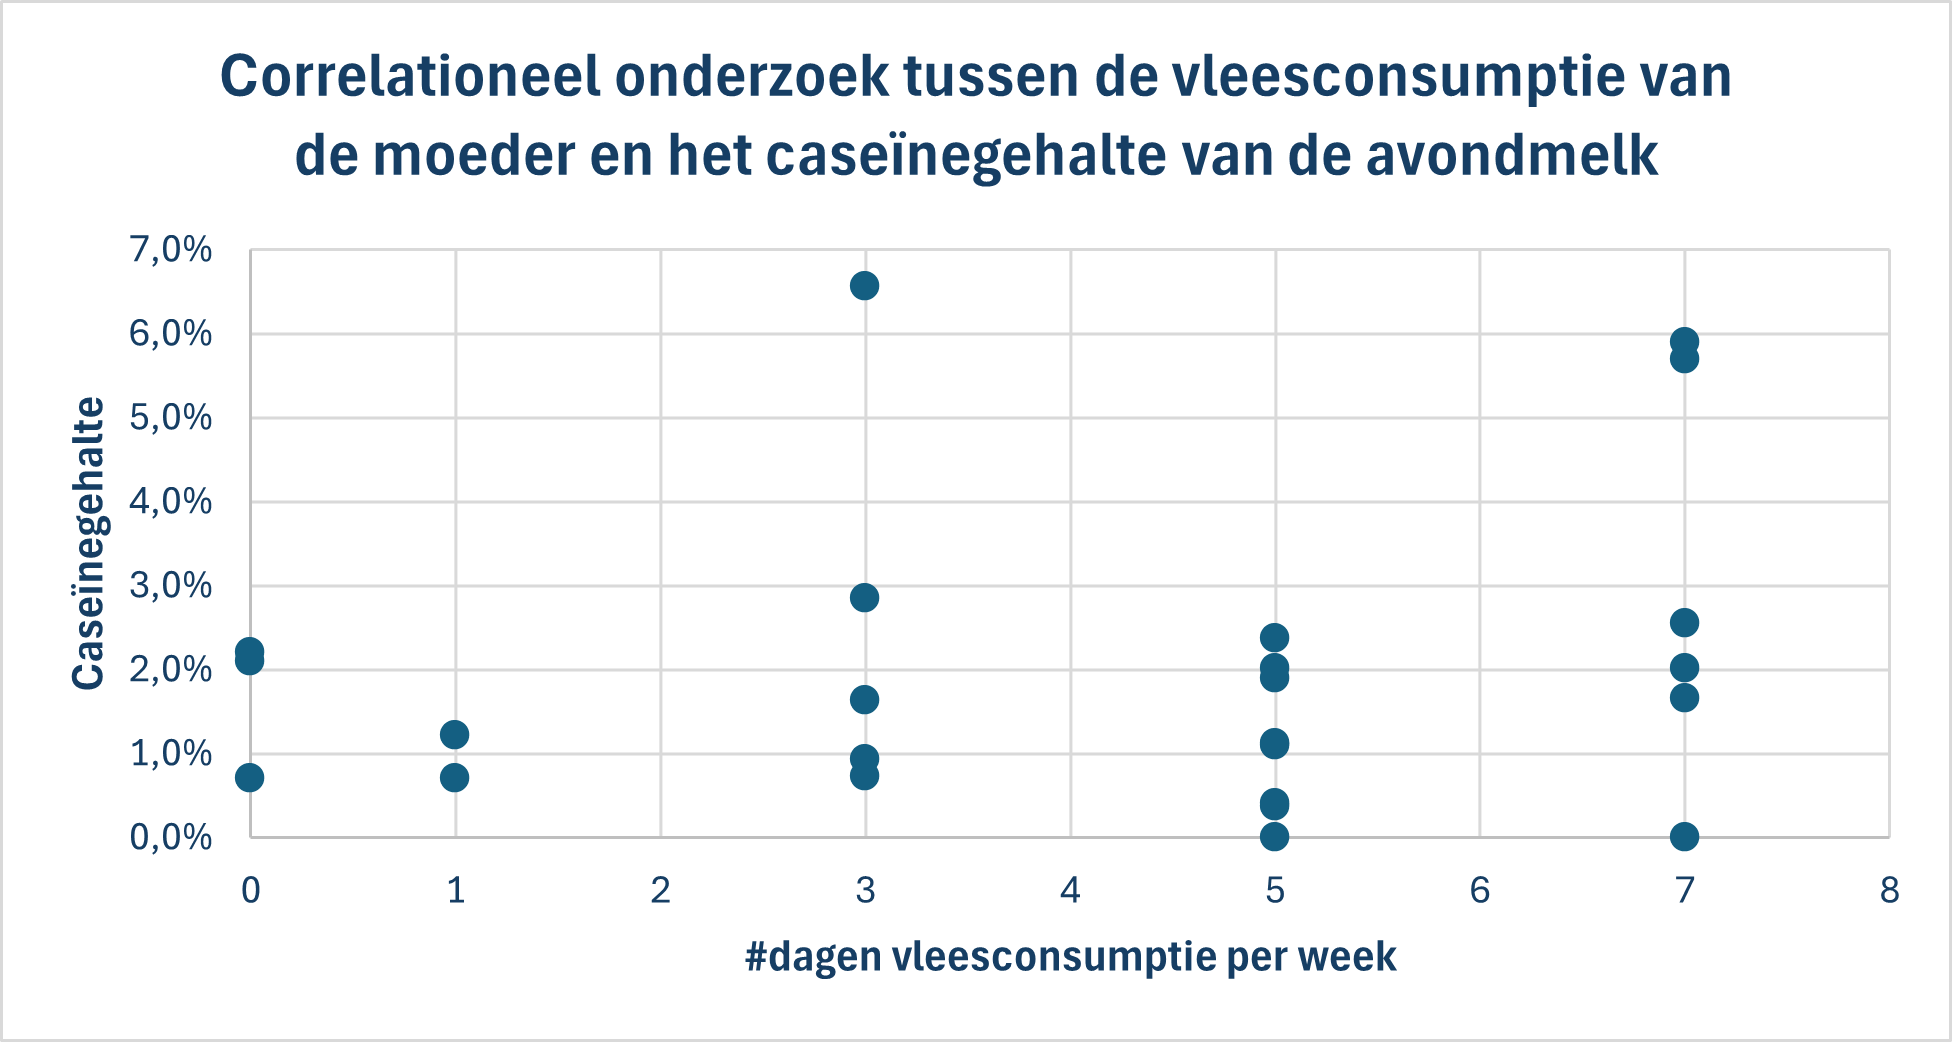 Correlationeel onderzoek tussen de vleesconsumptie van
de moeder en het caseïnegehalte van de avondmelk
7,0%
6,0%
5,0%
4,0%
3,0%
2,0%
1,0%
0,0%
Caseïnegehalte
0 1 2 3 4 5 6 7 8
#dagen vleesconsumptie per week